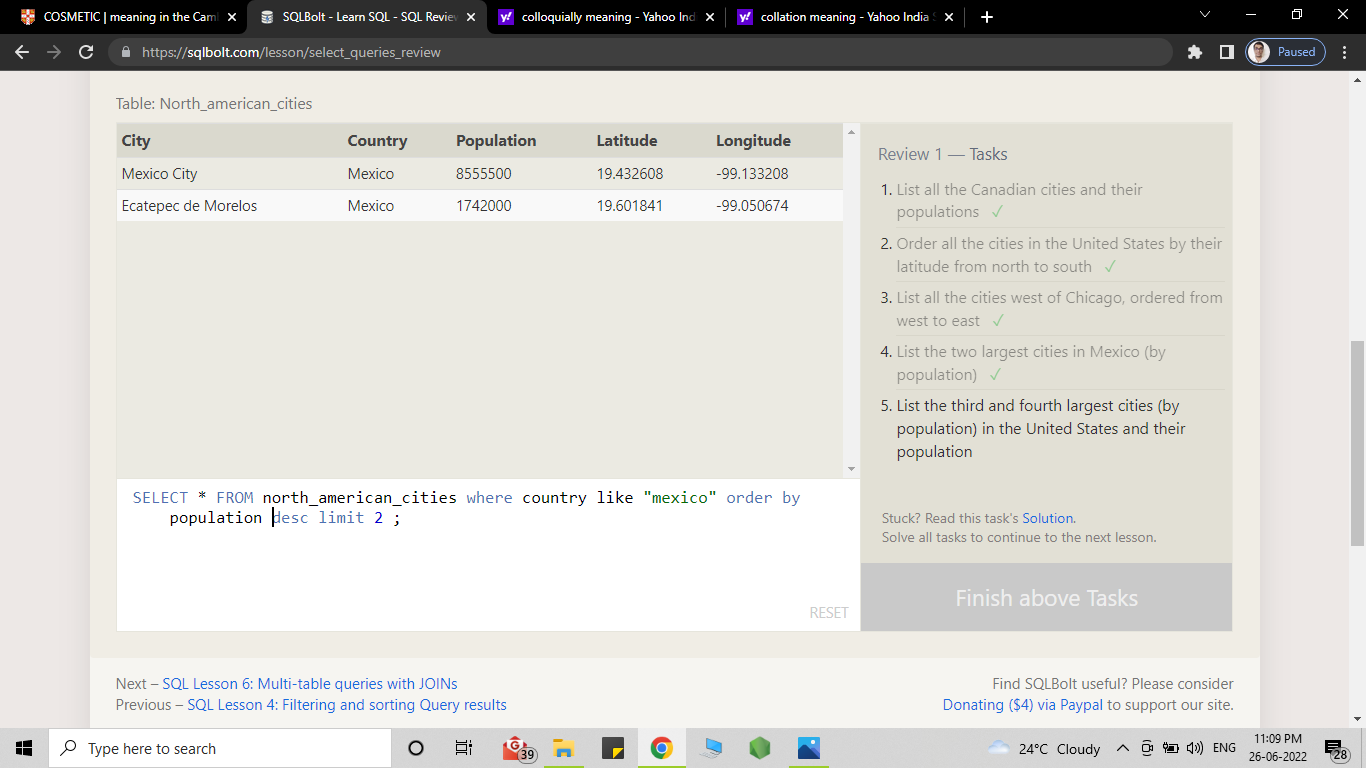 COSMETIC | meaning in the Cam
SQLBolt - Learn SQL - SQL Review
colloquially meaning - Yahoo Ind
collation meaning - Yahoo India S
https://sqlbolt.com/lesson/select_queries_review
Paused
Table: North_american_cities
City Country Population Latitude Longitude
Mexico City Mexico 8555500 19.432608 -99.133208
Ecatepec de Morelos Mexico 1742000 19.601841 -99.050674
Review 1 — Tasks
1. List all the Canadian cities and their
populations ✓
2. Order all the cities in the United States by their
latitude from north to south ✓
3. List all the cities west of Chicago, ordered from
west to east ✓
4. List the two largest cities in Mexico (by
population) ✓
5. List the third and fourth largest cities (by
population) in the United States and their
population
SELECT * FROM north_american_cities where country like "mexico" order by
population desc limit 2 ;
RESET
Stuck? Read this task's Solution.
Solve all tasks to continue to the next lesson.
Finish above Tasks
Next – SQL Lesson 6: Multi-table queries with JOINs
Previous – SQL Lesson 4: Filtering and sorting Query results
Find SQLBolt useful? Please consider
Donating ($4) via Paypal to support our site.
Type here to search
39
24°C Cloudy
ENG
11:09 PM
26-06-2022
28